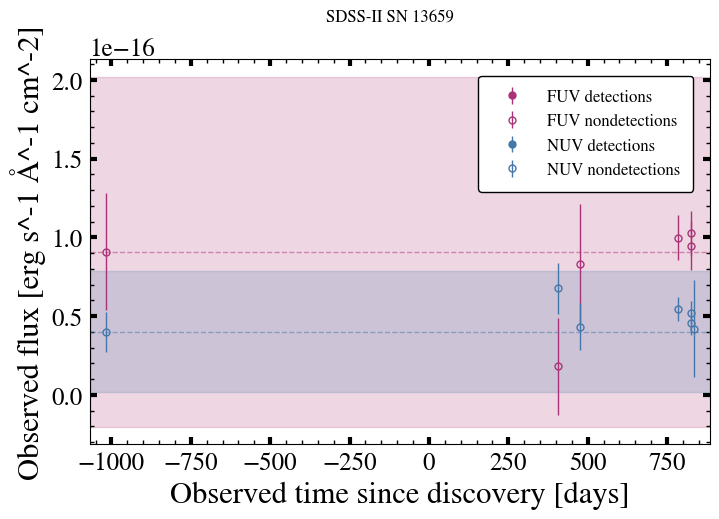 SDSS-II SN 13659
1e−16
2.0
1.5
1.0
0.5
0.0
Observed flux [erg s^-1 Å^-1 cm^-2]
FUV detections
FUV nondetections
NUV detections
NUV nondetections
−1000 −750 −500 −250 0 250 500 750
Observed time since discovery [days]